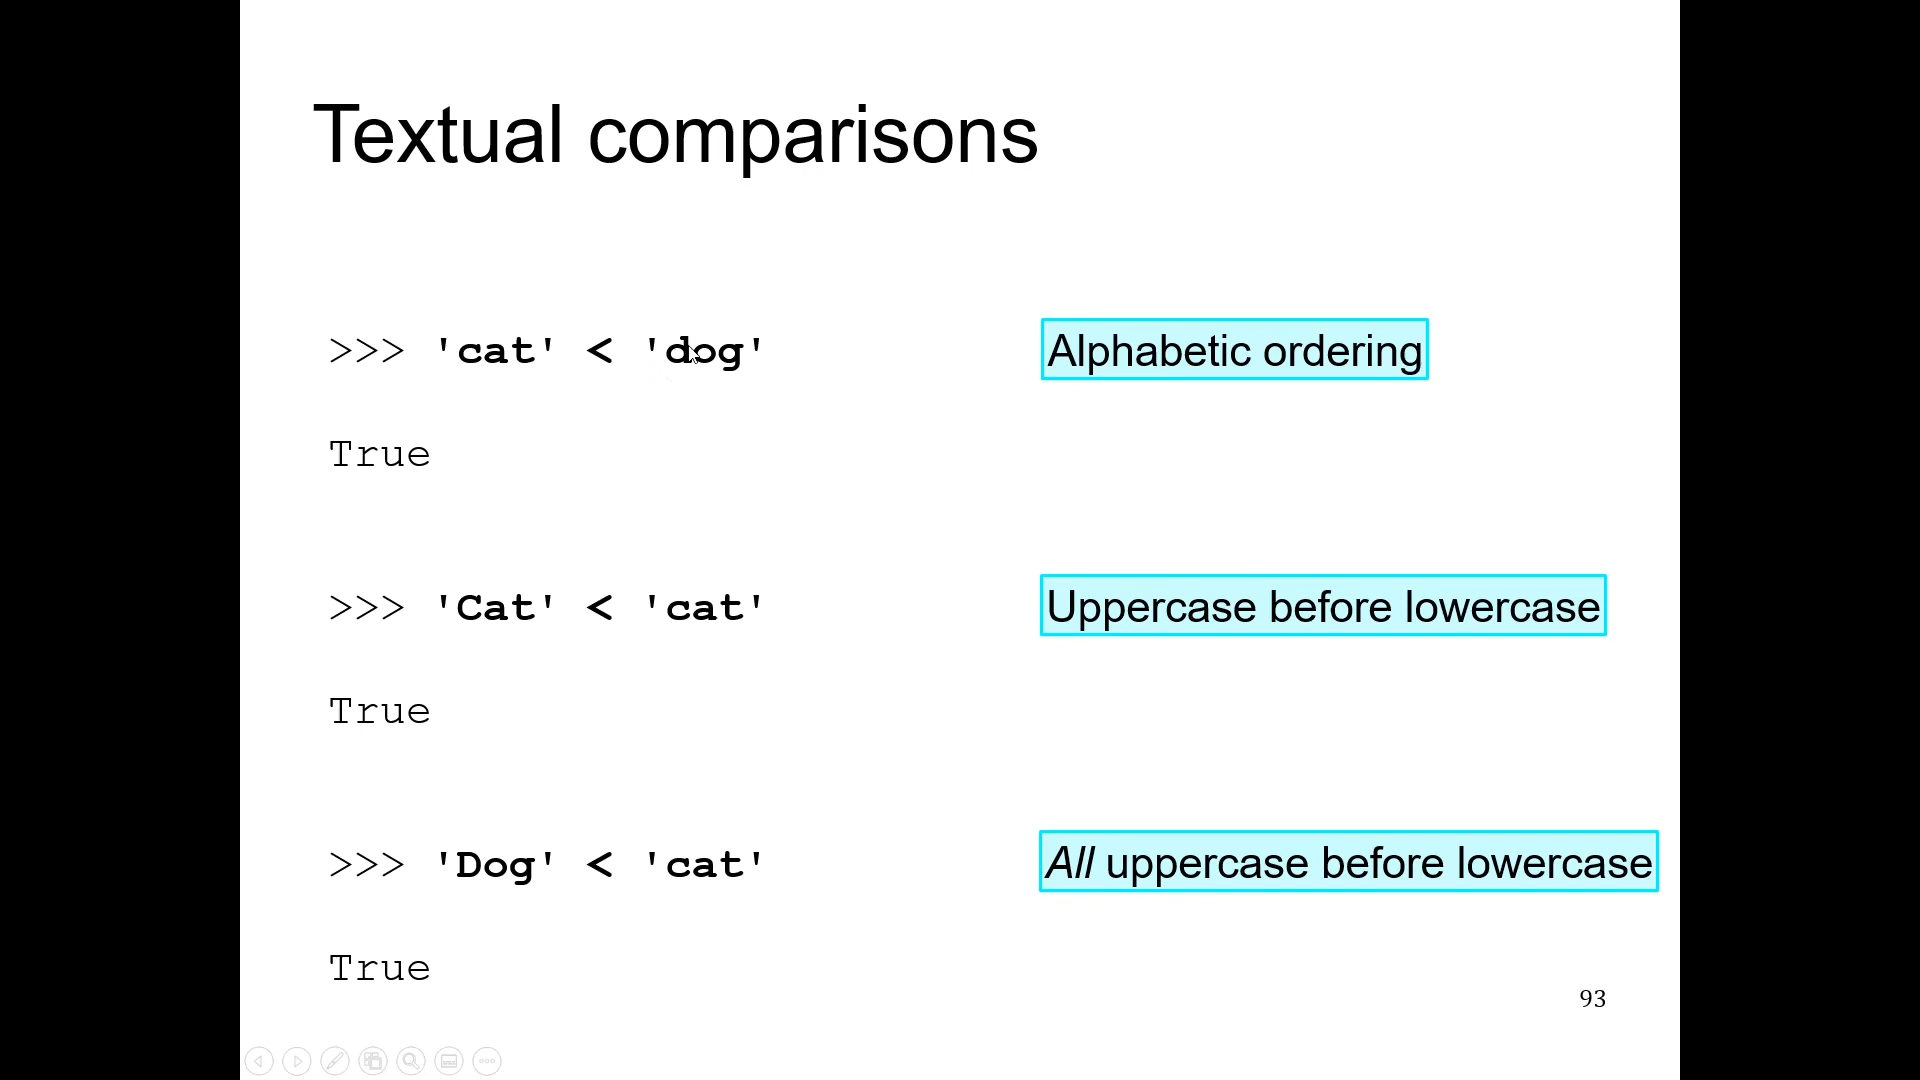 Textual comparisons
>>> 'cat' < 'dog'
Alphabetic ordering
True
>>> 'Cat' < 'cat'
Uppercase before lowercase
True
>>> 'Dog' < 'cat'
All uppercase before lowercase
True
93